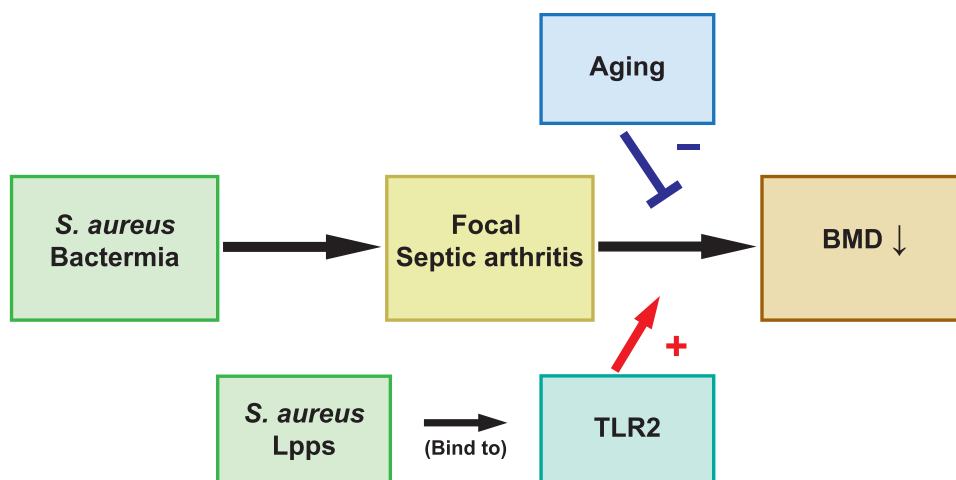 Aging
−
S. aureus
Bactermia
Focal
Septic arthritis
BMD ↓
+
S. aureus
Lpps
(Bind to)
TLR2